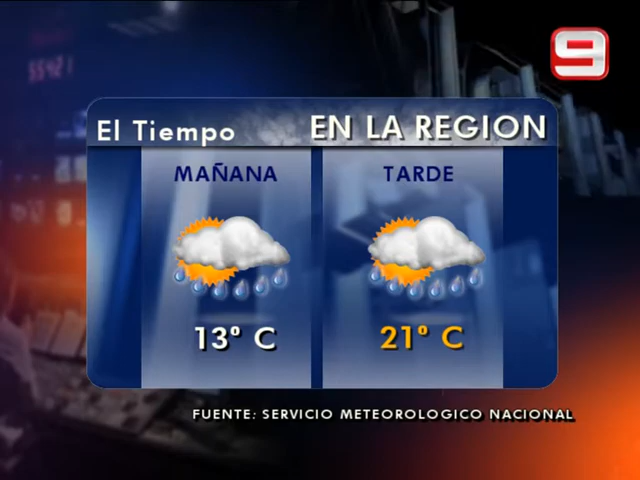 9
El Tiempo EN LA REGION
MAÑANA TARDE
13º C 21º C
FUENTE: SERVICIO METEOROLOGICO NACIONAL